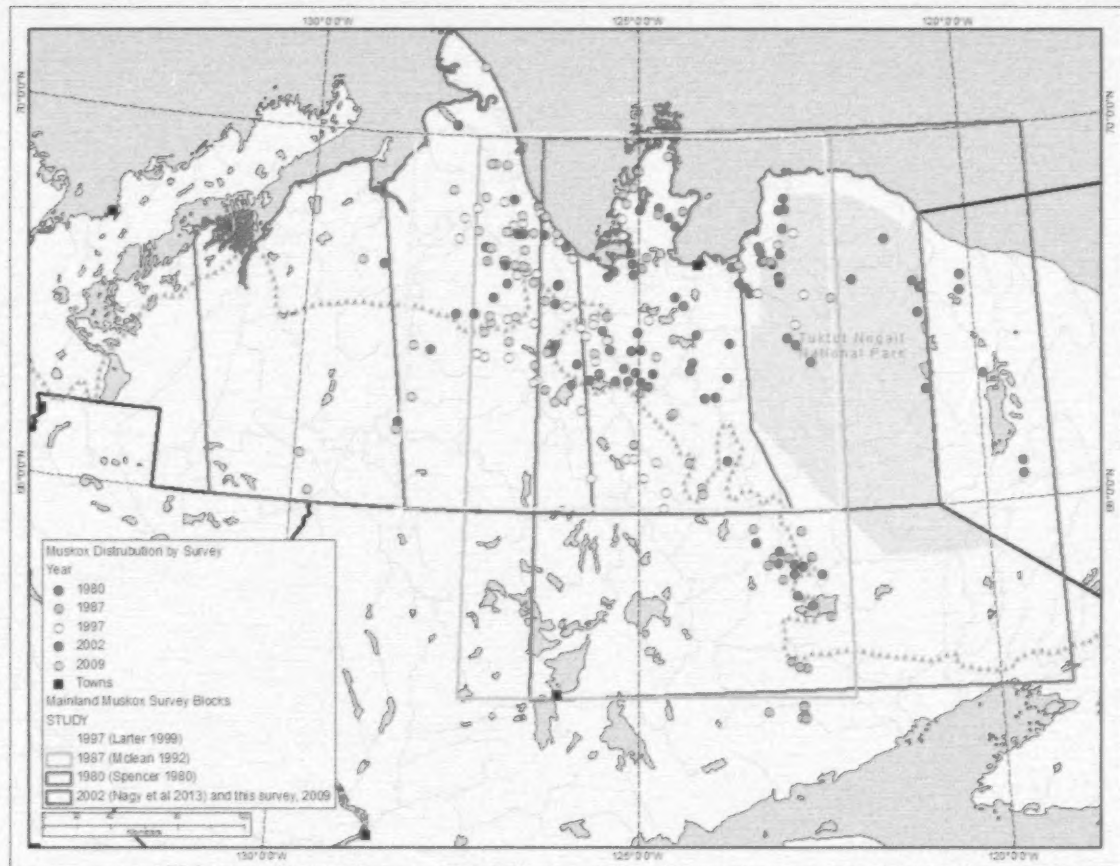 130°0'0"W
125°0'0"W
120°0'0"W
70°0'0"N
70°0'0"N
Tuktut Nogait
National Park
68°0'0"N
68°0'0"N
Muskox Distrubution by Survey
Year
1980
1987
1997
2002
2009
Towns
Mainland Muskox Survey Blocks
STUDY
1997 (Larter 1999)
1987 (Mclean 1992)
1980 (Spencer 1980)
2002 (Nagy et al 2013) and this survey, 2009
130°0'0"W
125°0'0"W
120°0'0"W